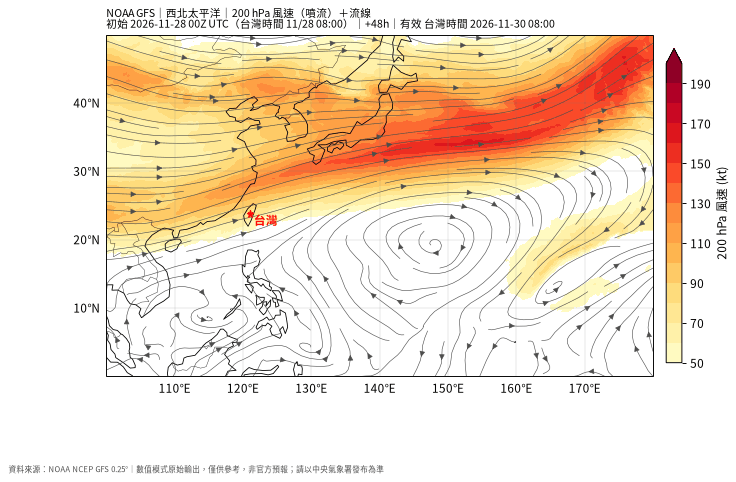 NOAA GFS｜西北太平洋｜200 hPa 風速（噴流）＋流線
初始 2026-11-28 00Z UTC（台灣時間 11/28 08:00）｜+48h｜有效 台灣時間 2026-11-30 08:00
40°N
30°N
20°N
10°N
台灣
110°E 120°E 130°E 140°E 150°E 160°E 170°E
190
170
150
130
110
90
70
50
200 hPa 風速 (kt)
資料來源：NOAA NCEP GFS 0.25°｜數值模式原始輸出，僅供參考，非官方預報；請以中央氣象署發布為準